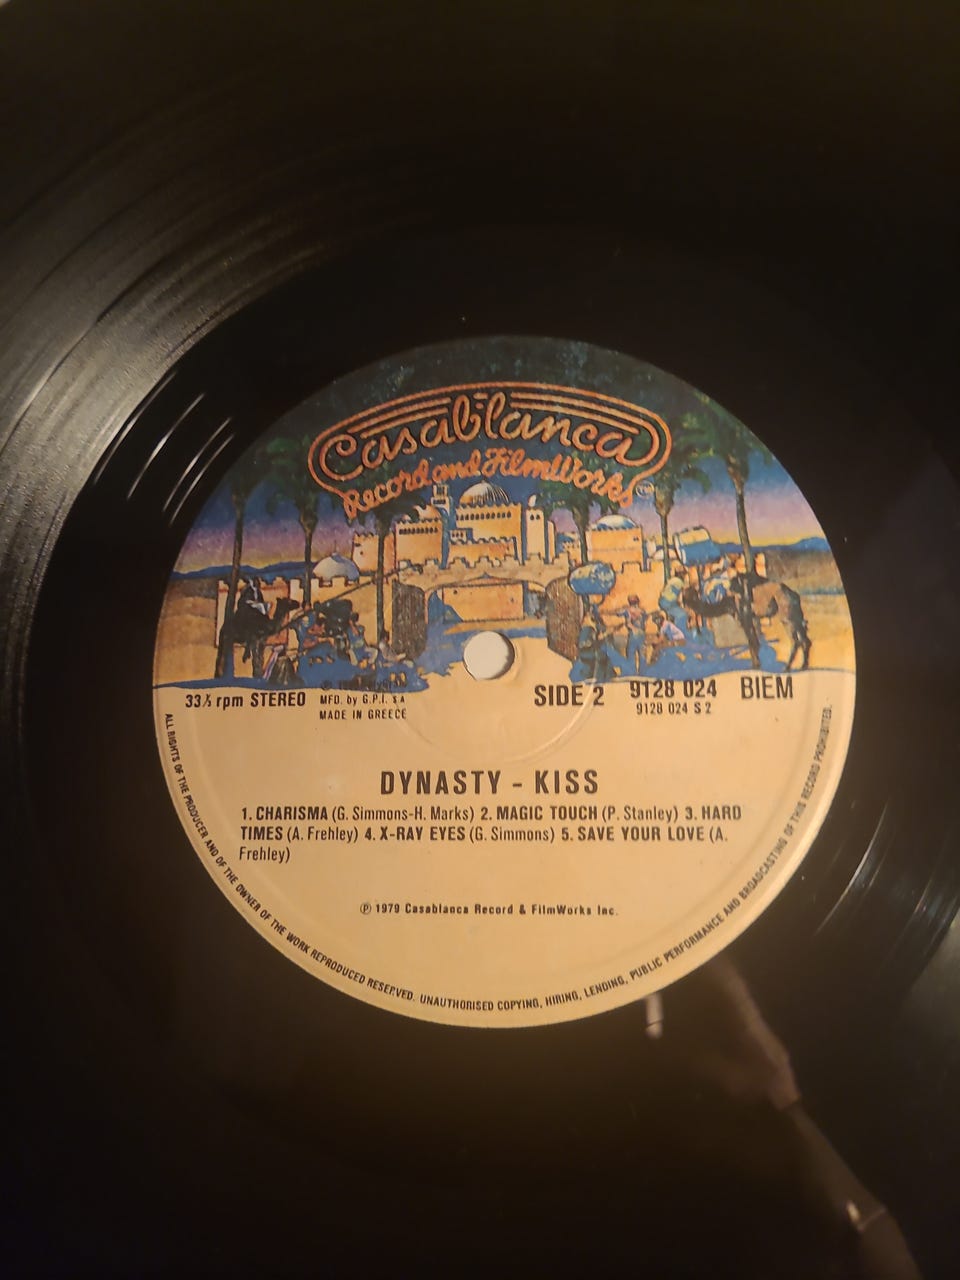 Casablanca
Record and FilmWorks TM
33⅓ rpm STEREO
MFD. by G.P.I. S A
MADE IN GREECE
SIDE 2
9128 024
9128 024 S 2
BIEM
DYNASTY - KISS
1. CHARISMA (G. Simmons-H. Marks) 2. MAGIC TOUCH (P. Stanley) 3. HARD
TIMES (A. Frehley) 4. X-RAY EYES (G. Simmons) 5. SAVE YOUR LOVE (A.
Frehley)
℗ 1979 Casablanca Record & FilmWorks Inc.
ALL RIGHTS OF THE PRODUCER AND OF THE OWNER OF THE WORK REPRODUCED RESERVED. UNAUTHORISED COPYING, HIRING, LENDING, PUBLIC PERFORMANCE AND BROADCASTING OF THIS RECORD PROHIBITED.